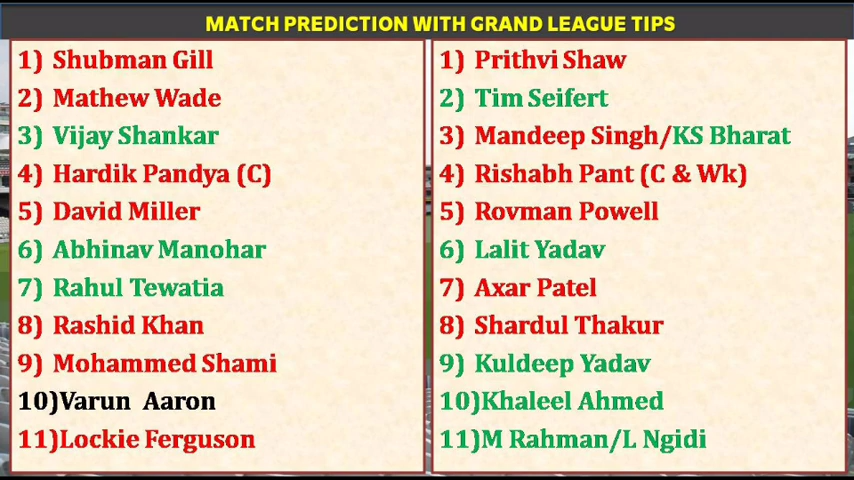 MATCH PREDICTION WITH GRAND LEAGUE TIPS
1) Shubman Gill
2) Mathew Wade
3) Vijay Shankar
4) Hardik Pandya (C)
5) David Miller
6) Abhinav Manohar
7) Rahul Tewatia
8) Rashid Khan
9) Mohammed Shami
10)Varun Aaron
11)Lockie Ferguson
1) Prithvi Shaw
2) Tim Seifert
3) Mandeep Singh/KS Bharat
4) Rishabh Pant (C & Wk)
5) Rovman Powell
6) Lalit Yadav
7) Axar Patel
8) Shardul Thakur
9) Kuldeep Yadav
10)Khaleel Ahmed
11)M Rahman/L Ngidi